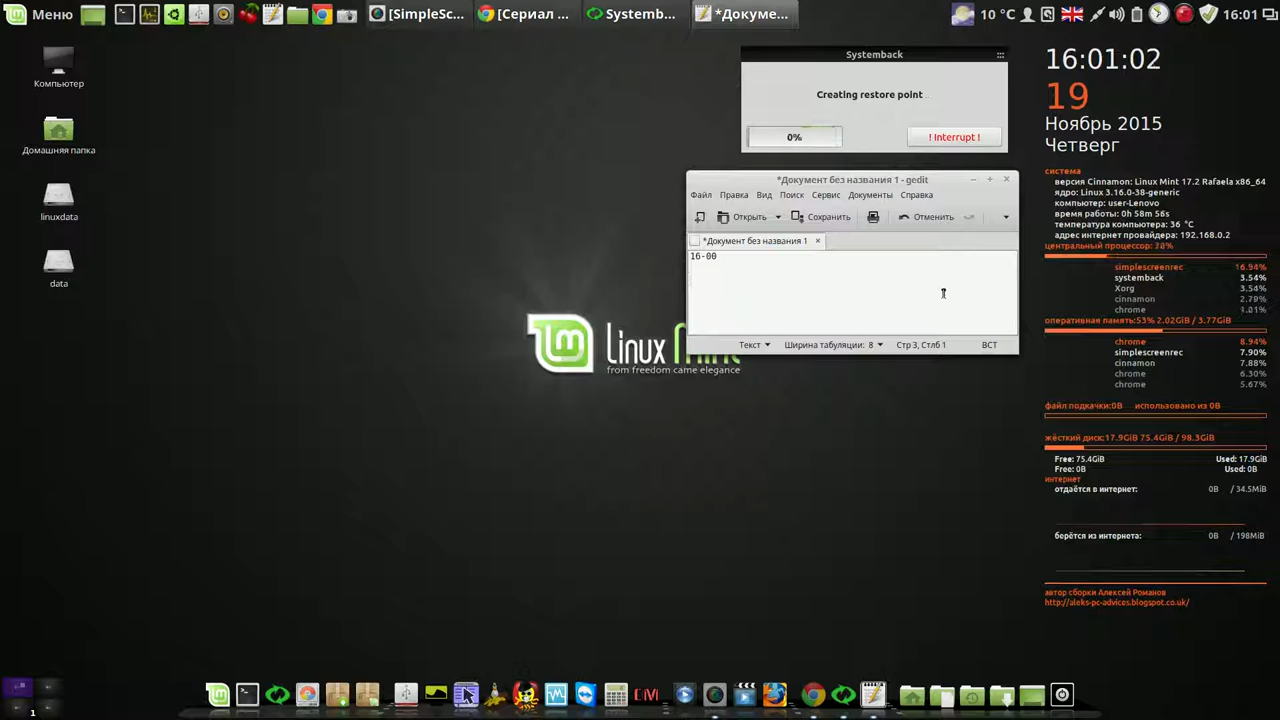 Меню
[SimpleSc...
[Сериал ...
Systemb...
*Докуме...
10 °C
16:01
Компьютер
Домашняя папка
linuxdata
data
Systemback
Creating restore point ..
0%
! Interrupt !
*Документ без названия 1 - gedit
Файл Правка Вид Поиск Сервис Документы Справка
Открыть Сохранить Отменить
*Документ без названия 1
16-00
Текст Ширина табуляции: 8 Стр 3, Стлб 1 ВСТ
Linux
from freedom came elegance
16:01:02
19
Ноябрь 2015
Четверг
система
версия Cinnamon: Linux Mint 17.2 Rafaela x86_64
ядро: Linux 3.16.0-38-generic
компьютер: user-Lenovo
время работы: 0h 58m 56s
температура компьютера: 36 °C
адрес интернет провайдера: 192.168.0.2
центральный процессор: 38%
simplescreenrec 16.94%
systemback 3.54%
Xorg 3.54%
cinnamon 2.79%
chrome 1.01%
оперативная память:53% 2.02GiB / 3.77GiB
chrome 8.94%
simplescreenrec 7.90%
cinnamon 7.88%
chrome 6.30%
chrome 5.67%
файл подкачки:0B использовано из 0B
жёсткий диск:17.9GiB 75.4GiB / 98.3GiB
Free: 75.4GiB Used: 17.9GiB
Free: 0B Used: 0B
интернет
отдаётся в интернет: 0B / 34.5MiB
берётся из интернета: 0B / 198MiB
автор сборки Алексей Романов
http://aleks-pc-advices.blogspot.co.uk/
1